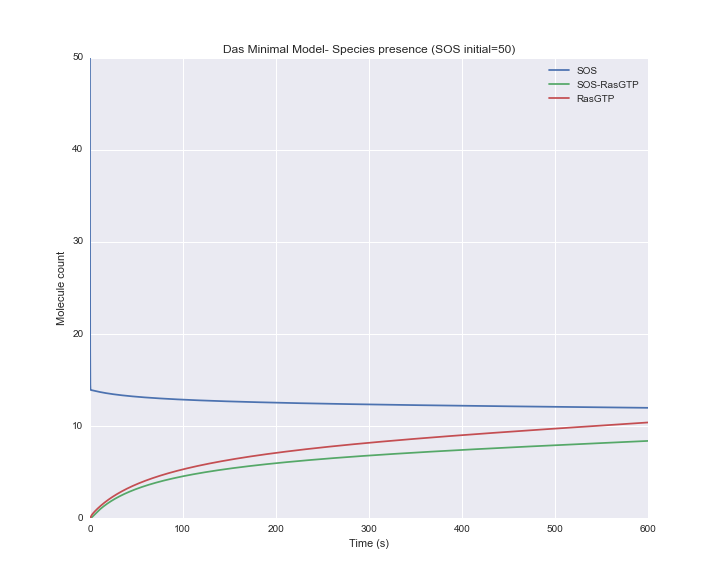 Das Minimal Model- Species presence (SOS initial=50)
SOS
SOS-RasGTP
RasGTP
50
40
30
20
10
0
Molecule count
0 100 200 300 400 500 600
Time (s)